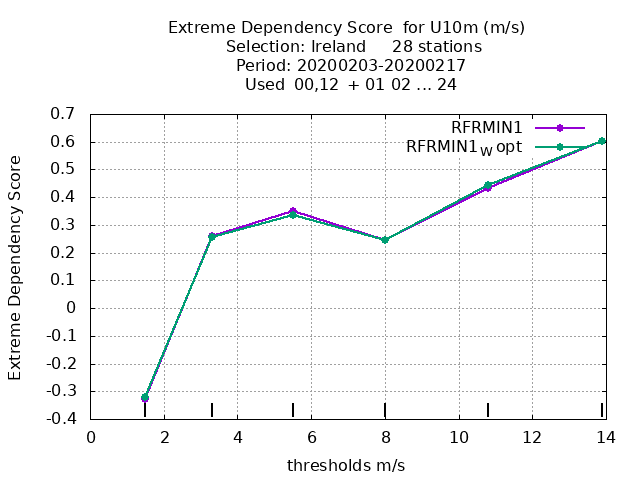 Extreme Dependency Score  for U10m (m/s)
Selection: Ireland     28 stations
Period: 20200203-20200217
Used  00,12  + 01 02 ... 24
RFRMIN1
RFRMIN1W opt
Extreme Dependency Score
0.7
0.6
0.5
0.4
0.3
0.2
0.1
0
-0.1
-0.2
-0.3
-0.4
0 2 4 6 8 10 12 14
thresholds m/s